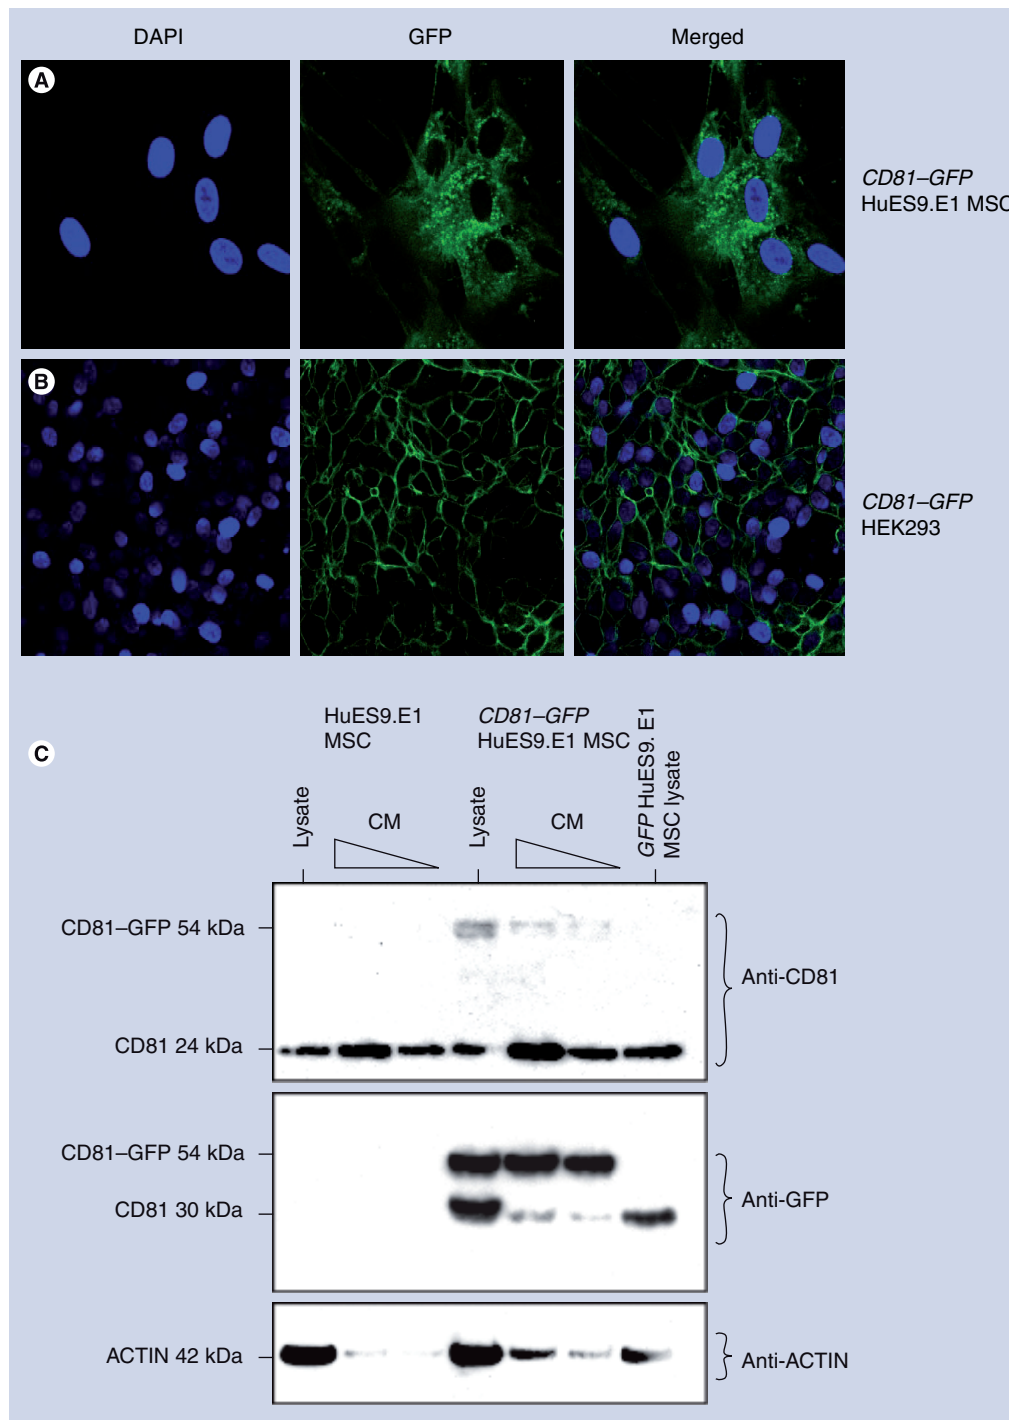 DAPI GFP Merged
A
CD81–GFP
HuES9.E1 MSC
B
CD81–GFP
HEK293
C
HuES9.E1
MSC
CD81–GFP
HuES9.E1 MSC
GFP HuES9. E1
MSC lysate
Lysate
CM
Lysate
CM
CD81–GFP 54 kDa
Anti-CD81
CD81 24 kDa
CD81–GFP 54 kDa
Anti-GFP
CD81 30 kDa
ACTIN 42 kDa
Anti-ACTIN